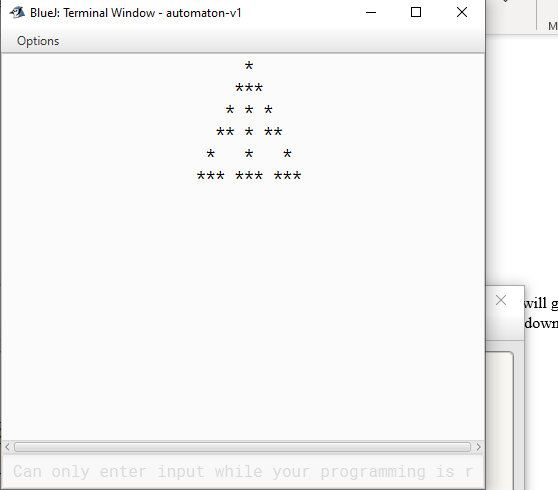 BlueJ: Terminal Window - automaton-v1
Options
*
***
* * *
** * **
*   *   *
*** *** ***
Can only enter input while your programming is r
will g
down
M